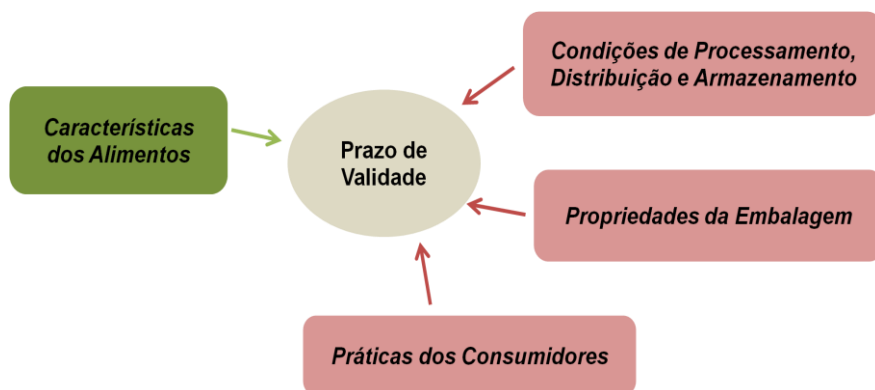 Condições de Processamento,
Distribuição e Armazenamento
Características
dos Alimentos
Prazo de
Validade
Propriedades da Embalagem
Práticas dos Consumidores